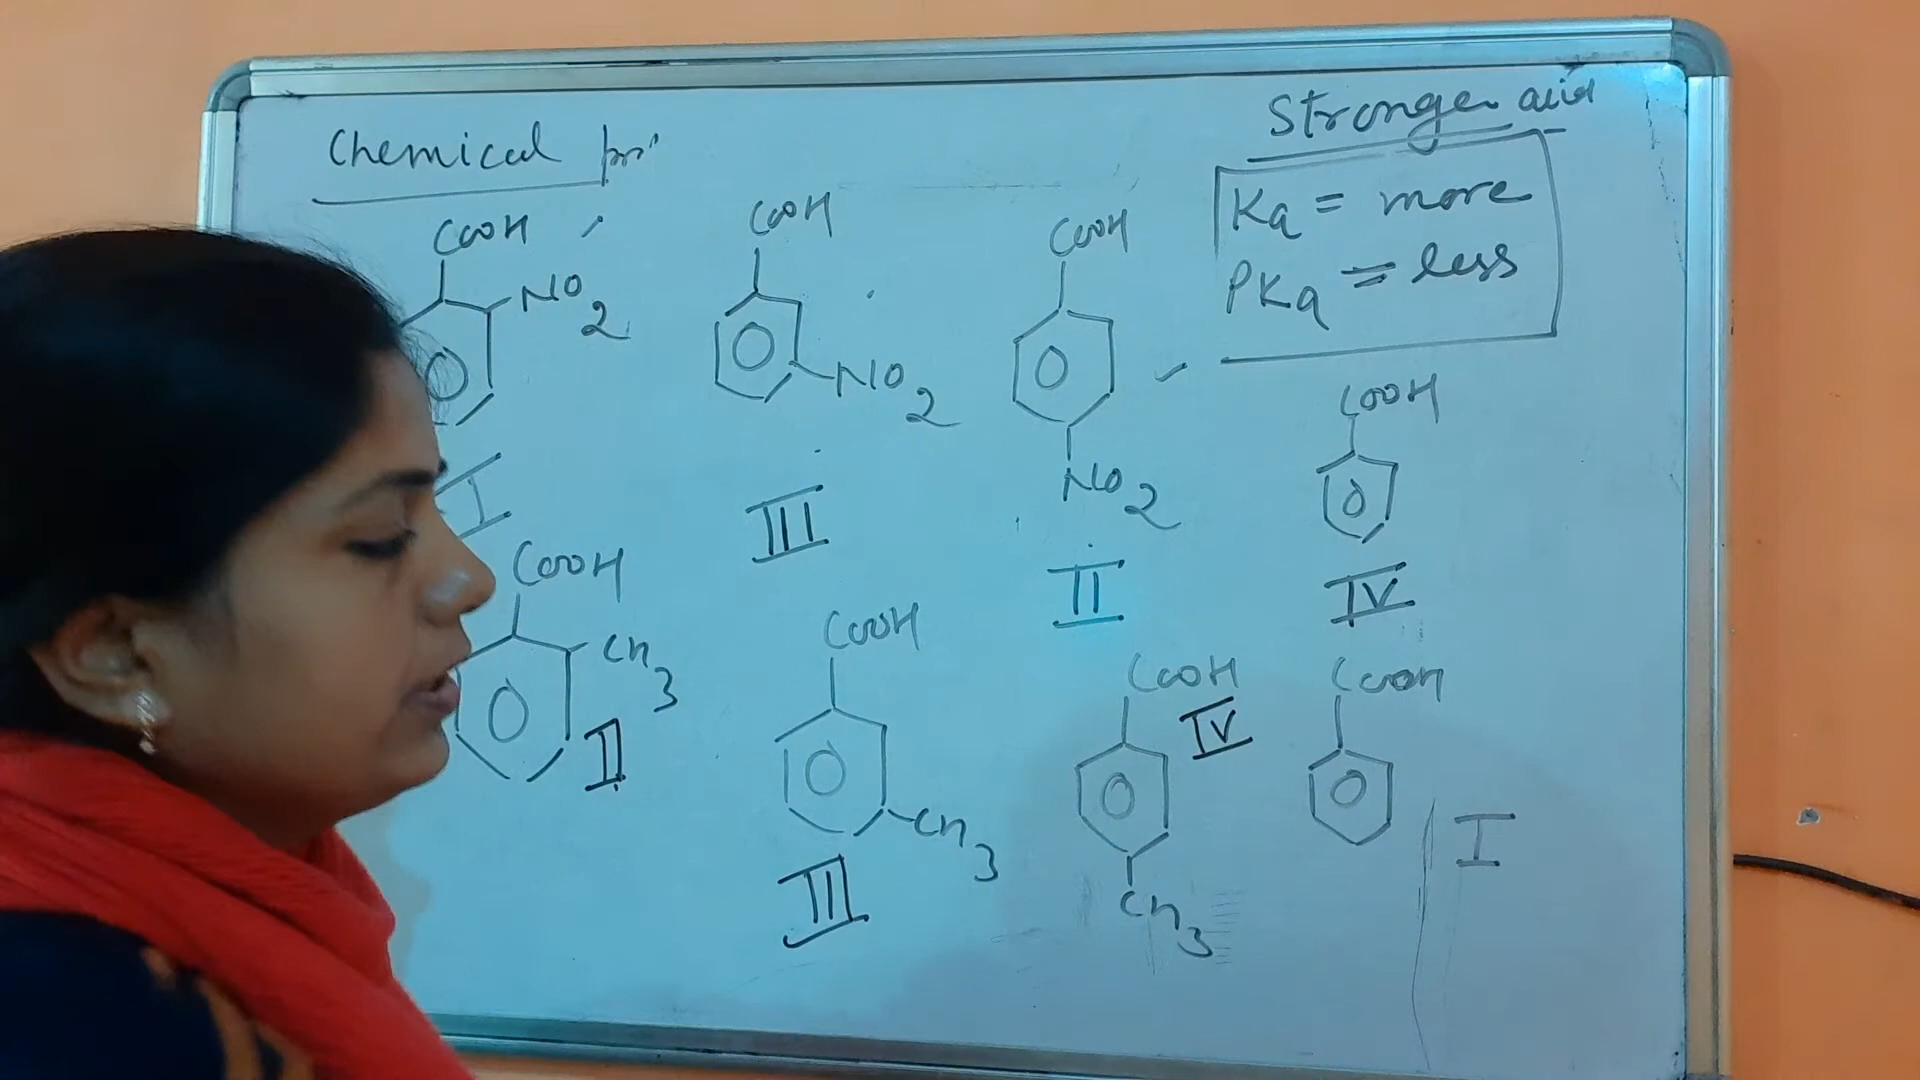 Chemical
Stronger acid
Ka = more
PKa = less
COOH
NO2
I
COOH
NO2
III
COOH
NO2
II
COOH
IV
COOH
CH3
II
COOH
CH3
III
COOH
IV
CH3
COOH
I